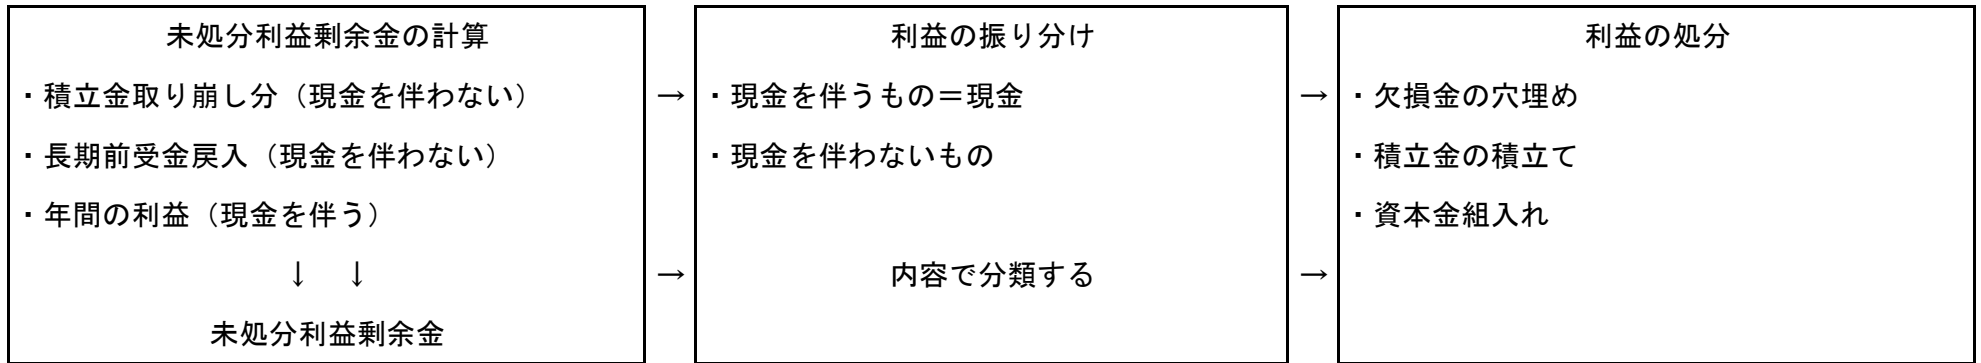 未処分利益剰余金の計算
・積立金取り崩し分（現金を伴わない）
・長期前受金戻入（現金を伴わない）
・年間の利益（現金を伴う）
↓ ↓
未処分利益剰余金
→
→
利益の振り分け
・現金を伴うもの＝現金
・現金を伴わないもの
内容で分類する
→
→
利益の処分
・欠損金の穴埋め
・積立金の積立て
・資本金組入れ